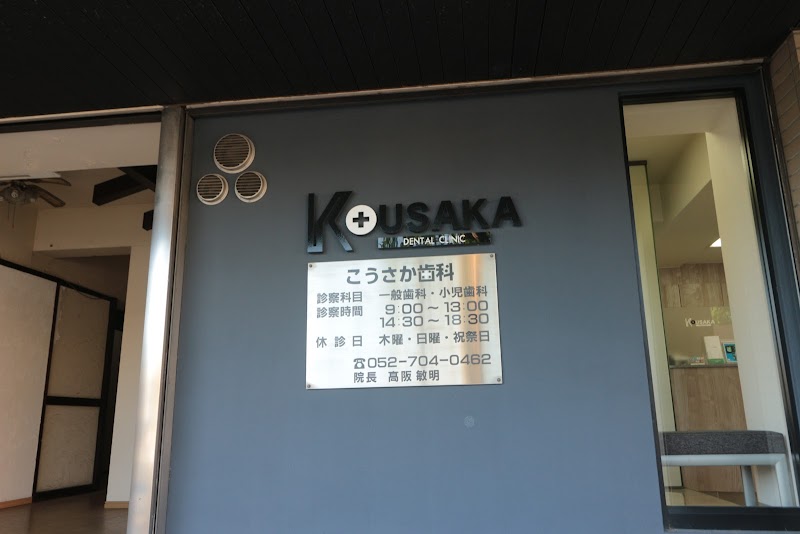 KOUSAKA
DENTAL CLINIC
こうさか歯科
診察科目 一般歯科・小児歯科
診察時間 9:00～13:00
14:30～18:30
休診日 木曜・日曜・祝祭日
☎052-704-0462
院長 高阪 敏明
KOUSAKA